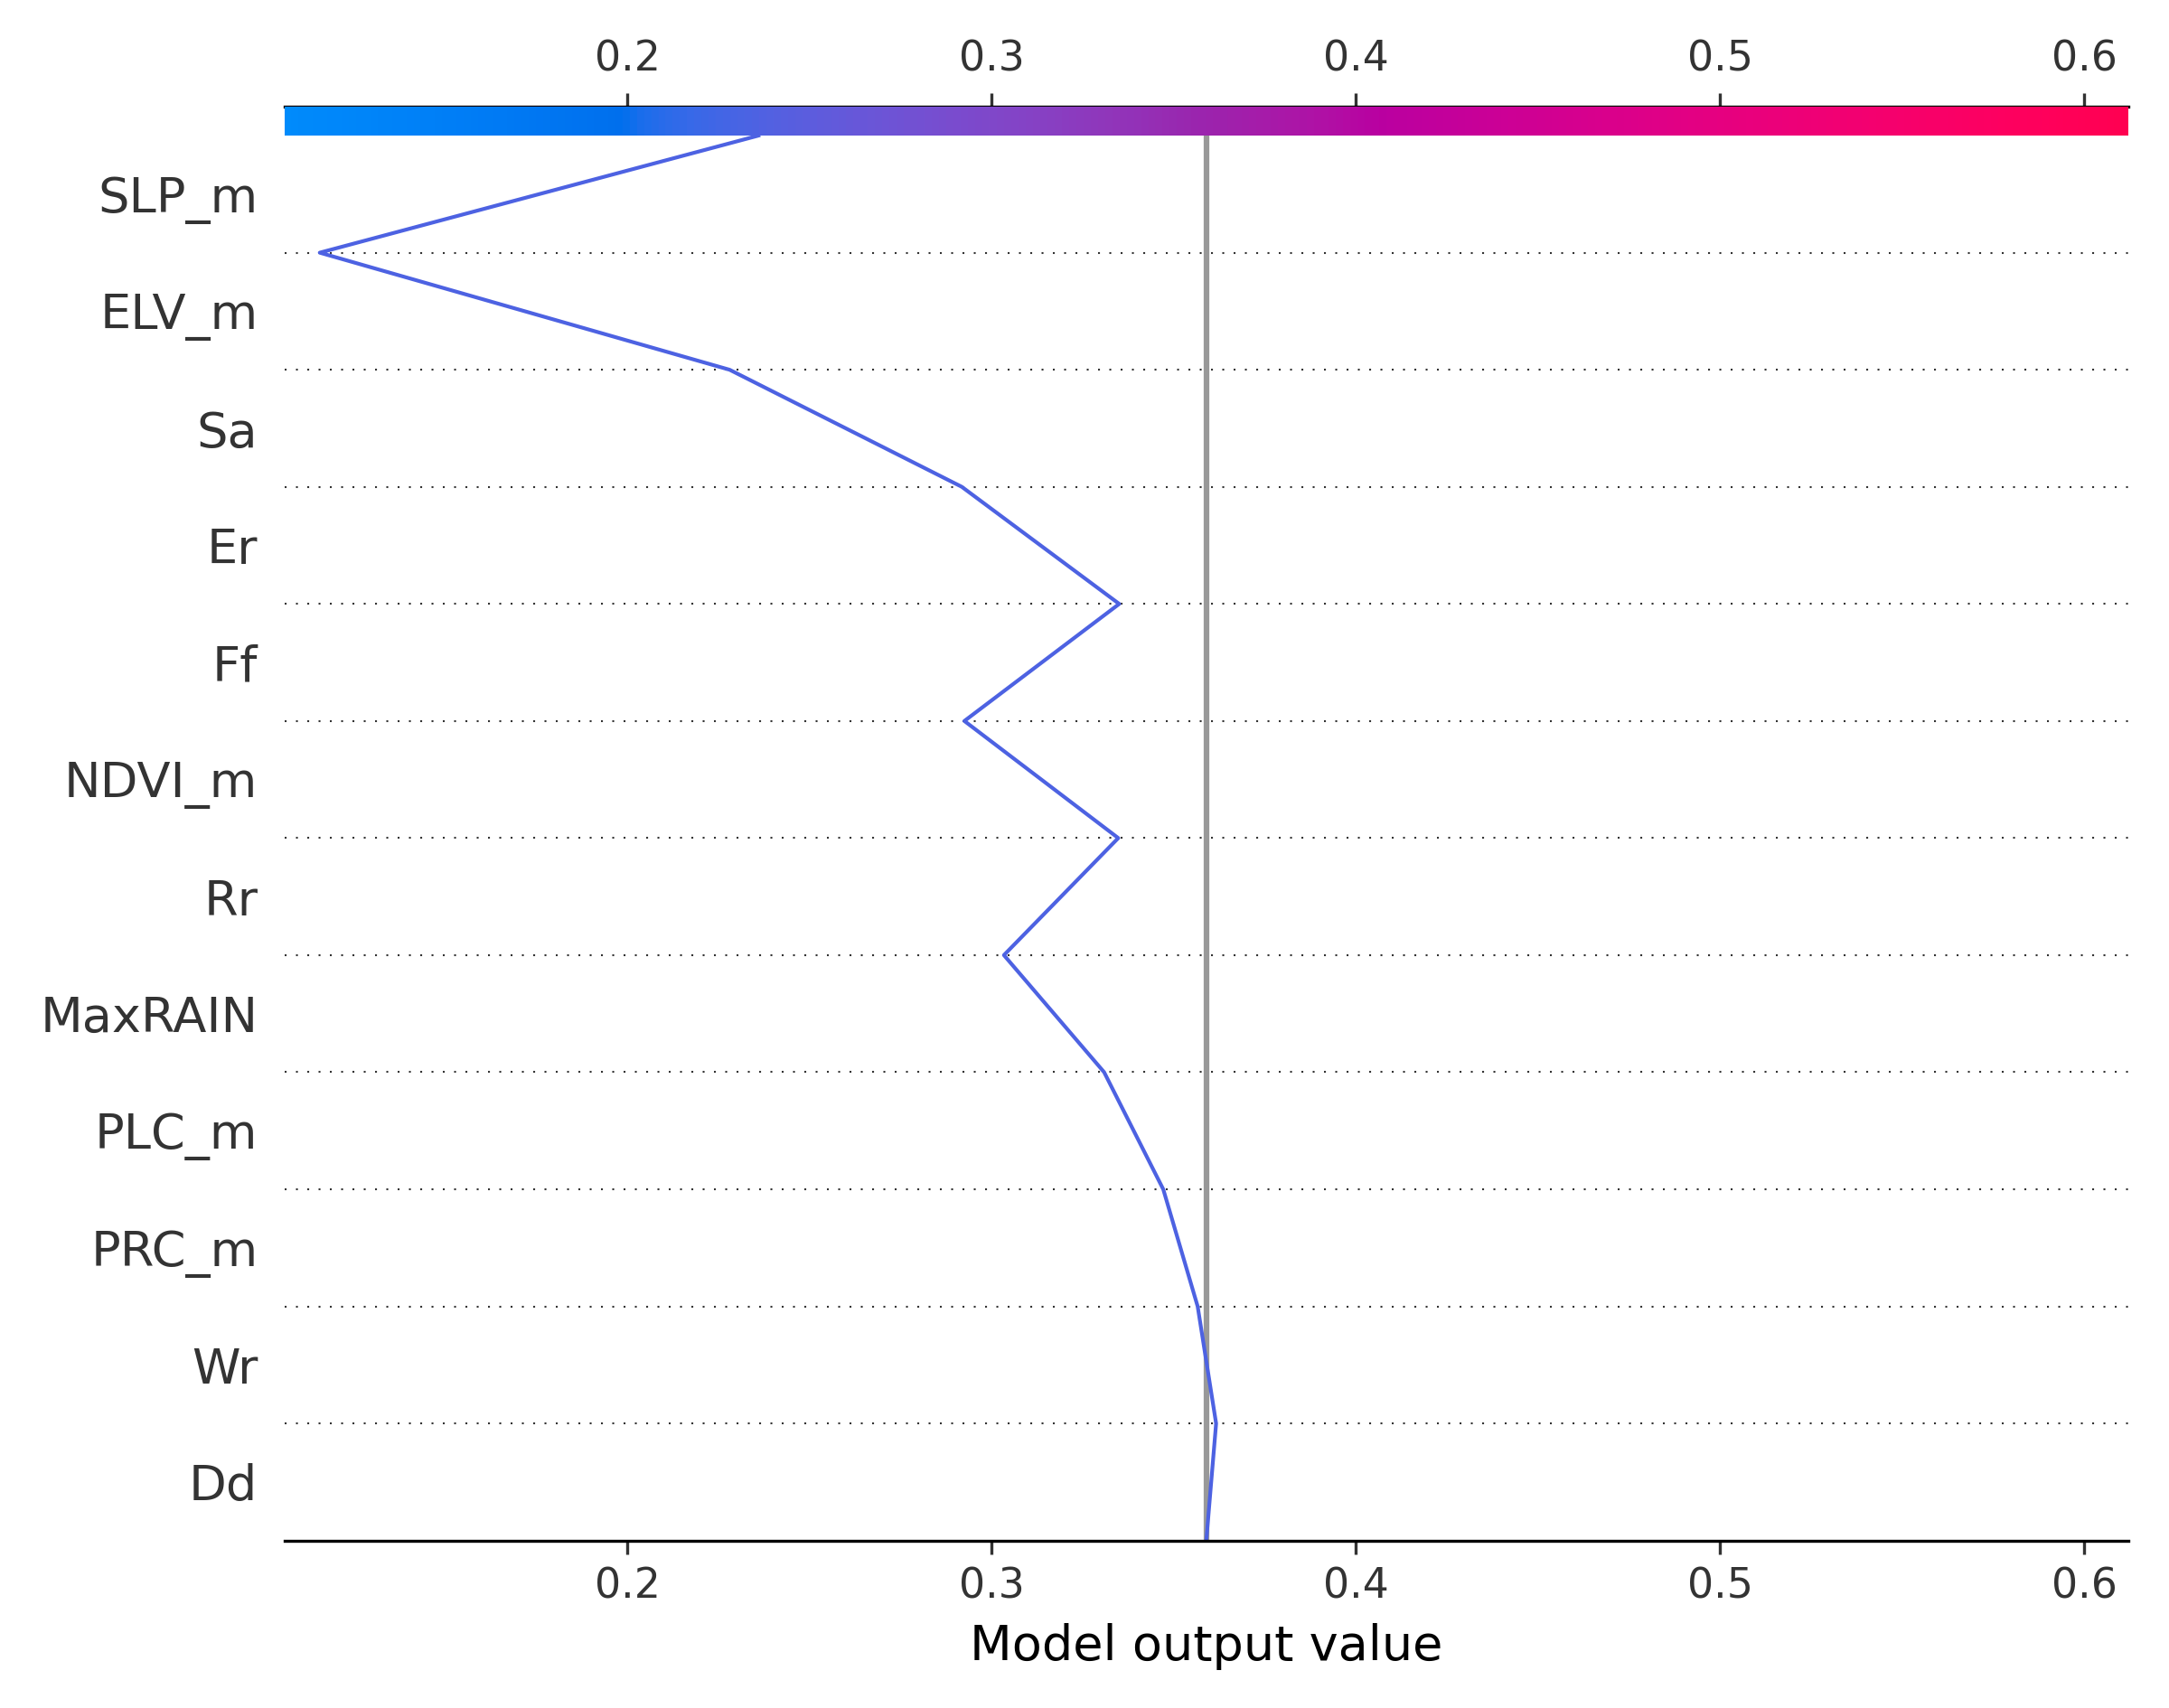 0.2 0.3 0.4 0.5 0.6
SLP_m
ELV_m
Sa
Er
Ff
NDVI_m
Rr
MaxRAIN
PLC_m
PRC_m
Wr
Dd
0.2 0.3 0.4 0.5 0.6
Model output value